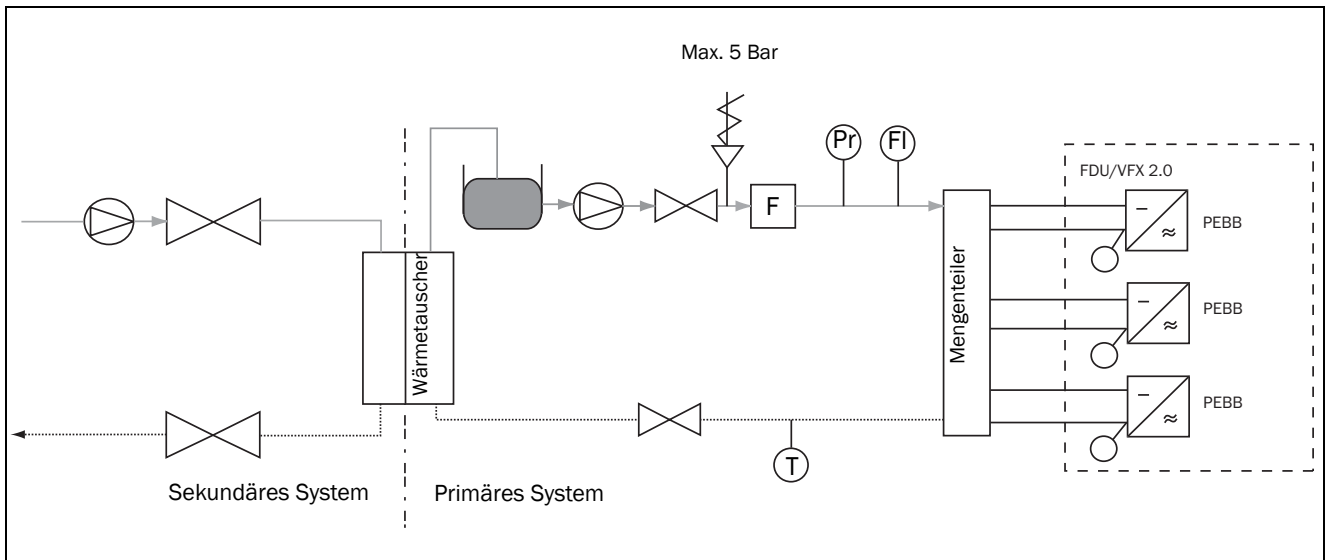 Max. 5 Bar
Pr
Fl
FDU/VFX 2.0
F
PEBB
Wärmetauscher
Mengenteiler
PEBB
PEBB
T
Sekundäres System
Primäres System